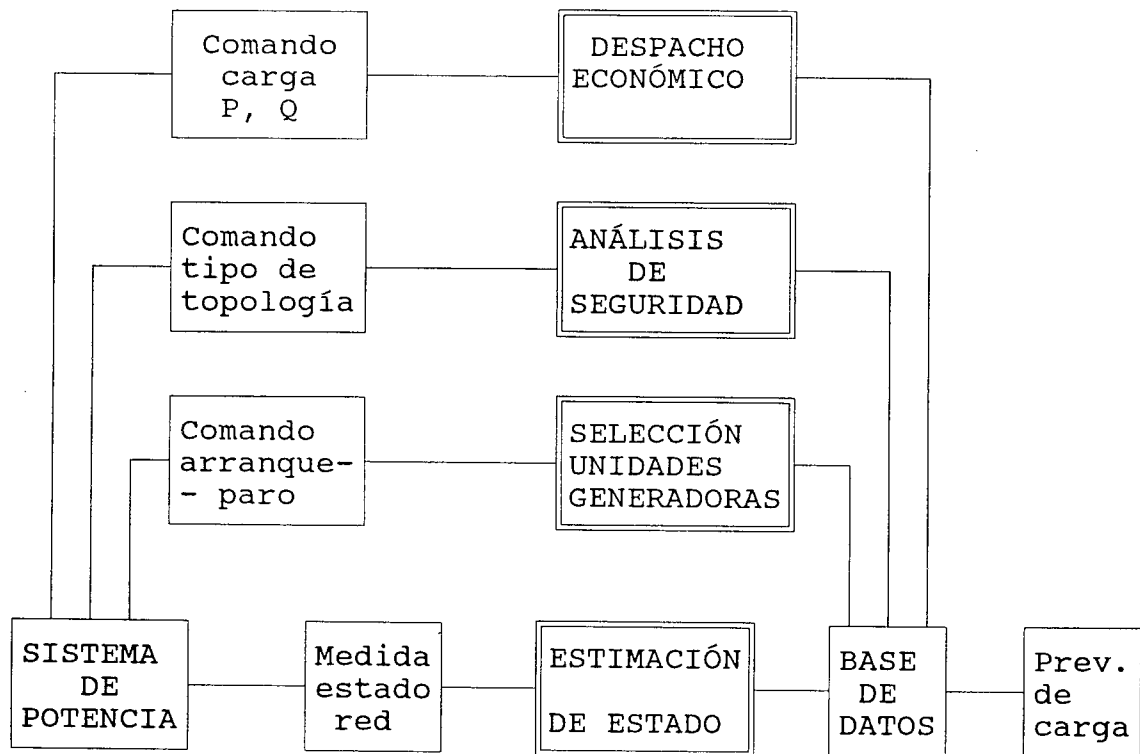 Comando
carga
P, Q
DESPACHO
ECONÓMICO
Comando
tipo de
topología
ANÁLISIS
DE
SEGURIDAD
Comando
arranque-
- paro
SELECCIÓN
UNIDADES
GENERADORAS
SISTEMA
DE
POTENCIA
Medida
estado
red
ESTIMACIÓN
DE ESTADO
BASE
DE
DATOS
Prev.
de
carga